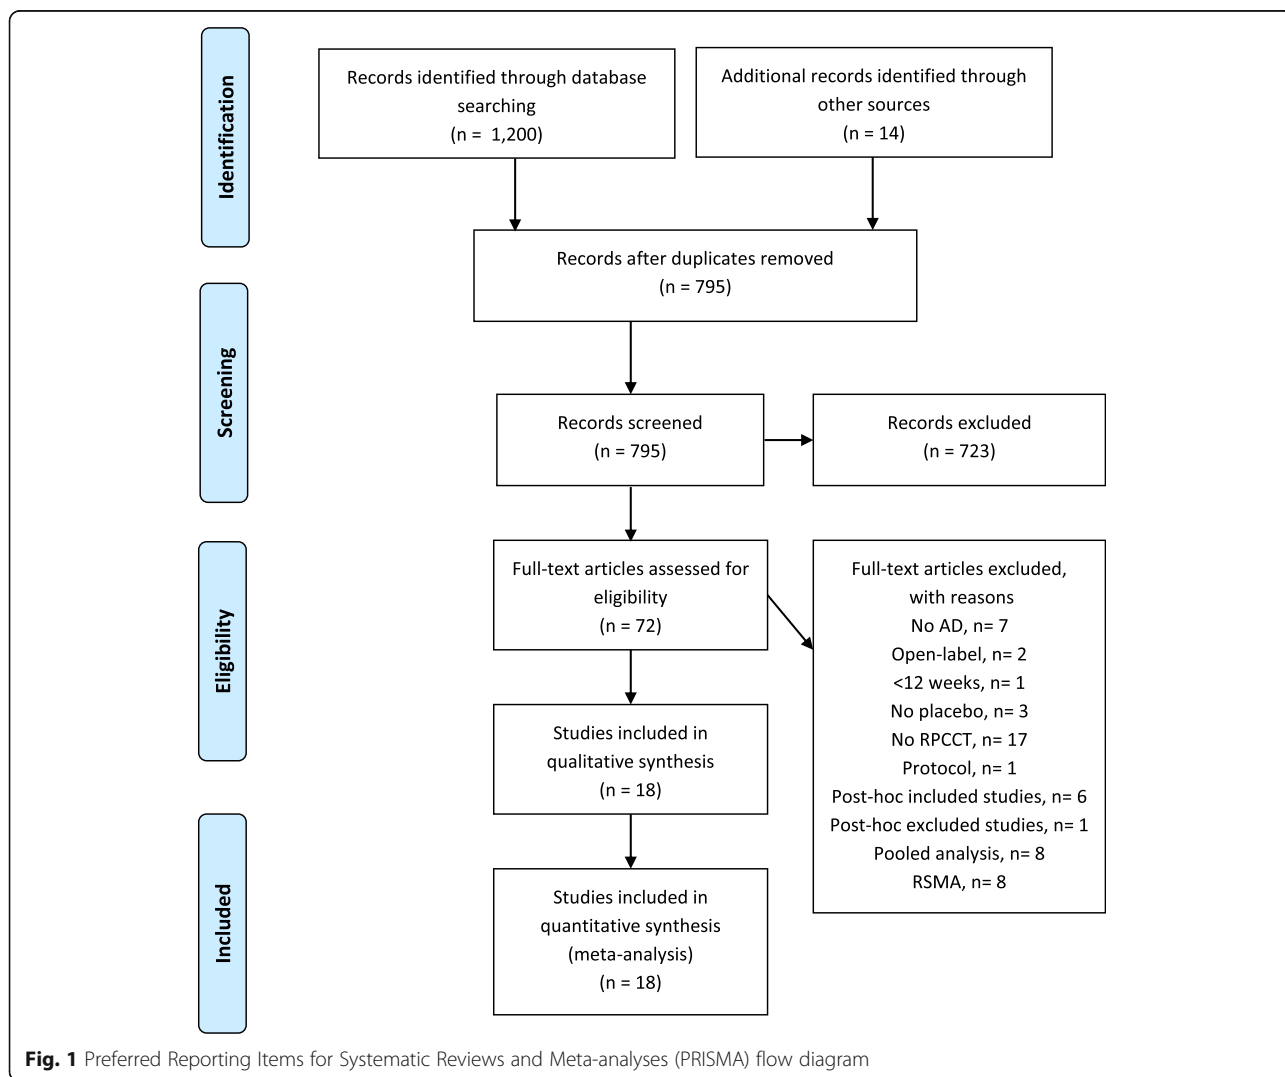 Identification
Records identified through database
searching
(n = 1,200)
Additional records identified through
other sources
(n = 14)
Records after duplicates removed
(n = 795)
Screening
Records screened
(n = 795)
Records excluded
(n = 723)
Eligibility
Full-text articles assessed for
eligibility
(n = 72)
Full-text articles excluded,
with reasons
No AD, n= 7
Open-label, n= 2
<12 weeks, n= 1
No placebo, n= 3
No RPCCT, n= 17
Protocol, n= 1
Post-hoc included studies, n= 6
Post-hoc excluded studies, n= 1
Pooled analysis, n= 8
RSMA, n= 8
Studies included in
qualitative synthesis
(n = 18)
Included
Studies included in
quantitative synthesis
(meta-analysis)
(n = 18)
Fig. 1 Preferred Reporting Items for Systematic Reviews and Meta-analyses (PRISMA) flow diagram